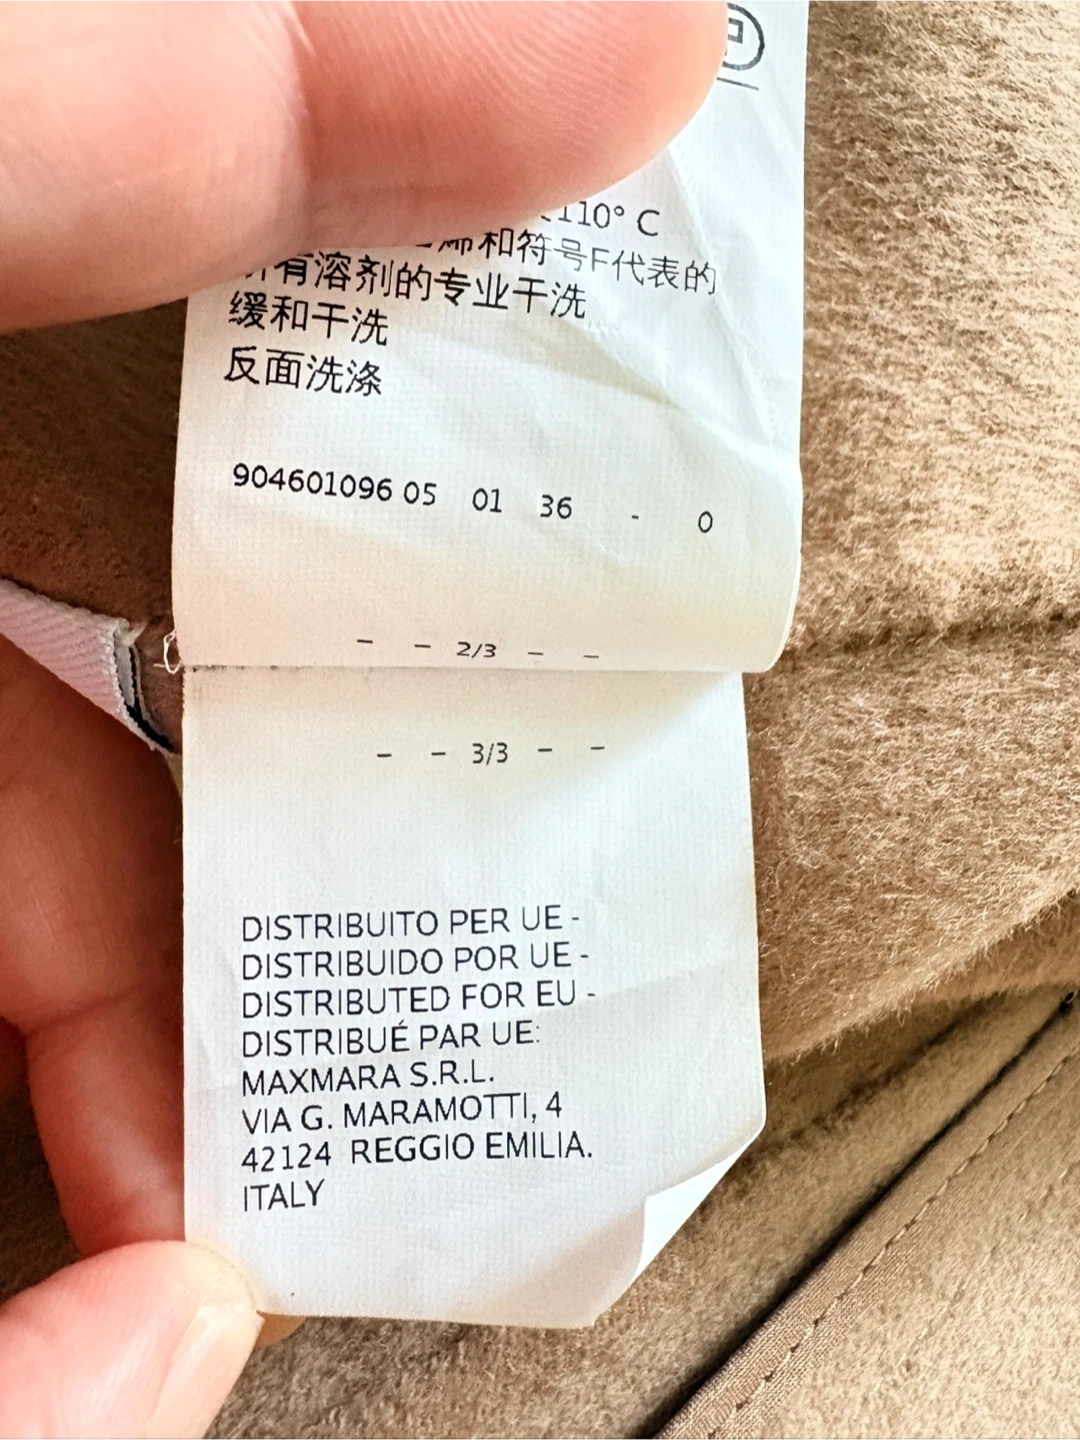 P
110° C
烯和符号F代表的
所有溶剂的专业干洗
缓和干洗
反面洗涤
904601096 05 01 36 - 0
- - 2/3 - -
- - 3/3 - -
DISTRIBUITO PER UE -
DISTRIBUIDO POR UE -
DISTRIBUTED FOR EU -
DISTRIBUÉ PAR UE:
MAXMARA S.R.L.
VIA G. MARAMOTTI, 4
42124 REGGIO EMILIA.
ITALY